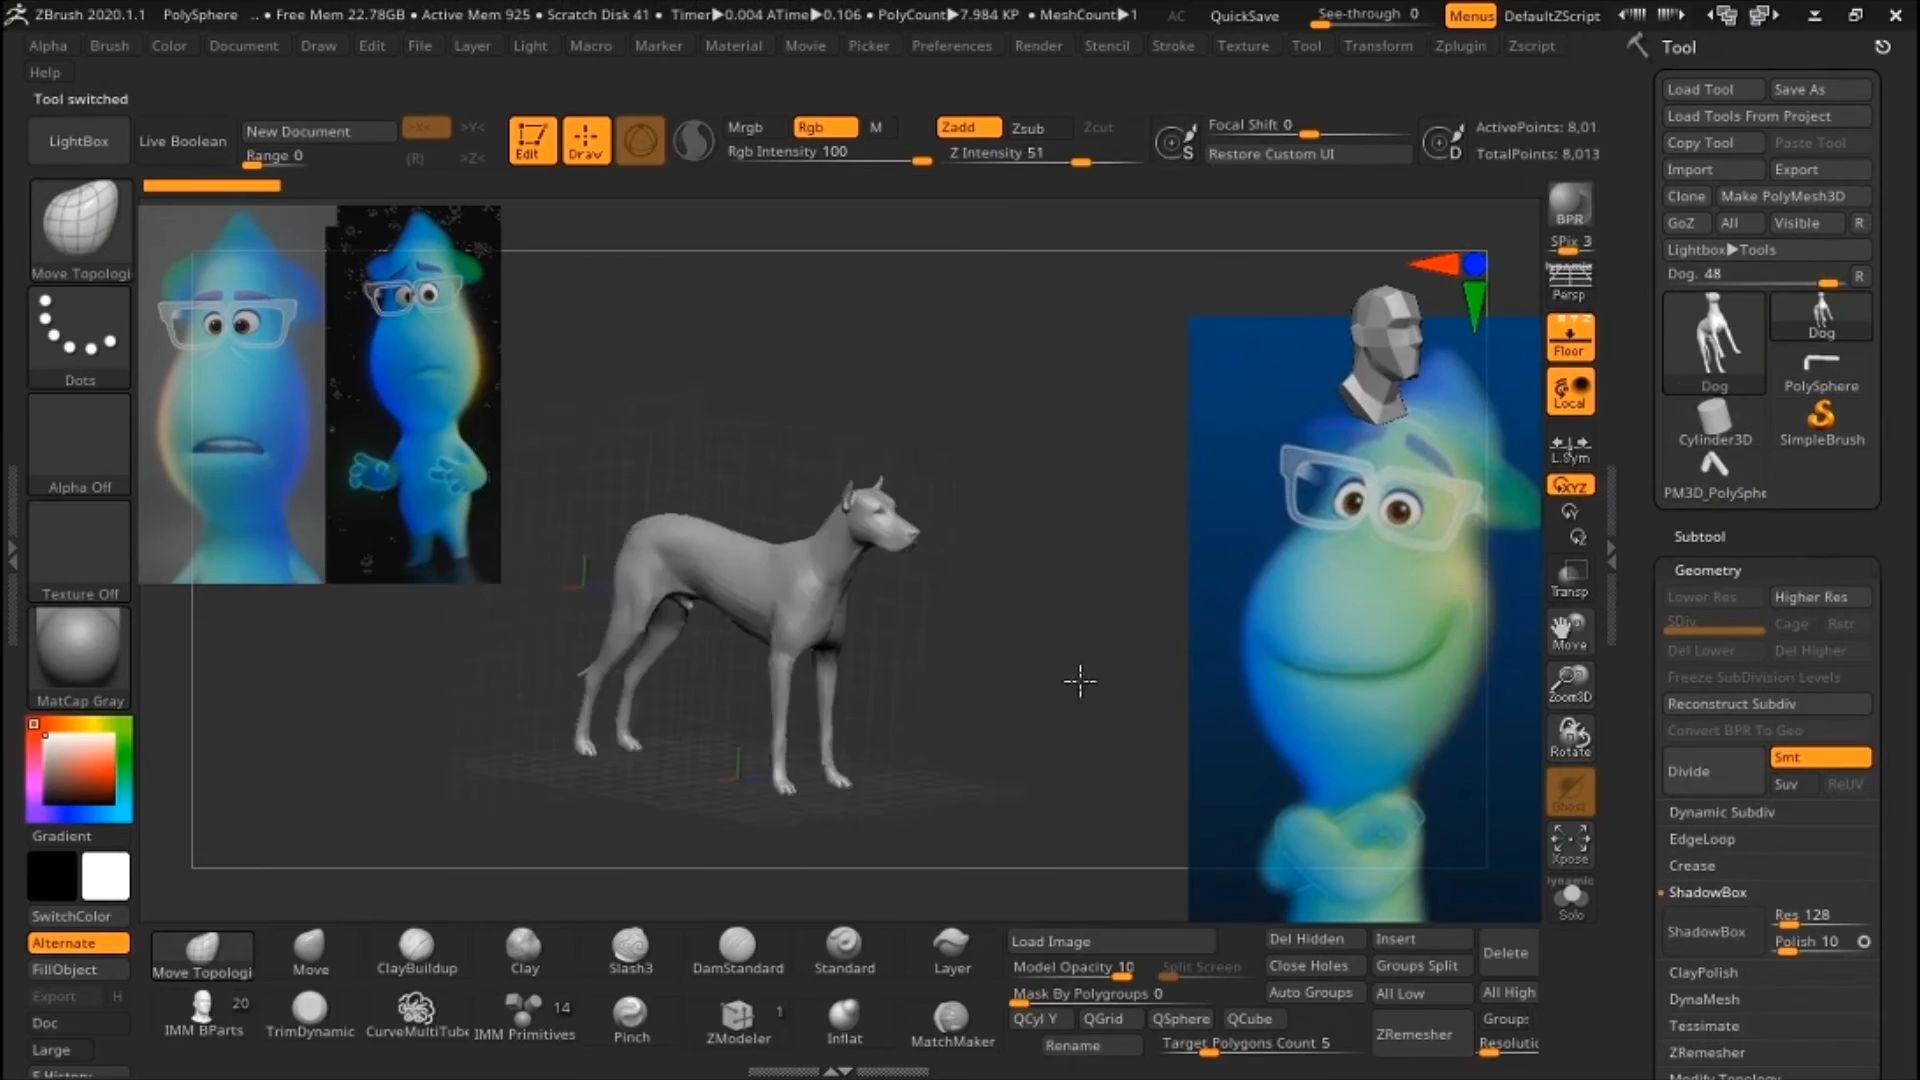 ZBrush 2020.1.1 PolySphere .. • Free Mem 22.78GB • Active Mem 925 • Scratch Disk 41 • Timer▶0.004 ATime▶0.106 • PolyCount▶7.984 KP • MeshCount▶1 AC QuickSave See-through 0 Menus DefaultZScript
Alpha Brush Color Document Draw Edit File Layer Light Macro Marker Material Movie Picker Preferences Render Stencil Stroke Texture Tool Transform Zplugin Zscript
Help
Tool switched
LightBox
Live Boolean
New Document
Range 0
>X< >Y<
(R) >Z<
Edit
Draw
Mrgb Rgb M
Rgb Intensity 100
Zadd Zsub Zcut
Z Intensity 51
S
Focal Shift 0
Restore Custom UI
D
ActivePoints: 8,01
TotalPoints: 8,013
Move Topologi
Dots
Alpha Off
Texture Off
MatCap Gray
Gradient
SwitchColor
Alternate
FillObject
Export H
Doc
Large
BPR
SPix 3
Dynamic
Persp
X Y Z
Floor
Local
L.Sym
XYZ
Y
Z
Transp
Move
Zoom3D
Rotate
Ghost
Xpose
Dynamic
Solo
Move Topologi Move ClayBuildup Clay Slash3 DamStandard Standard Layer
20 14 1
IMM BParts TrimDynamic CurveMultiTube IMM Primitives Pinch ZModeler Inflat MatchMaker
Load Image
Model Opacity 10 Split Screen
Mask By Polygroups 0
QCyl Y QGrid QSphere QCube
Rename
Target Polygons Count 5
Del Hidden Insert Delete
Close Holes Groups Split
Auto Groups All Low All High
ZRemesher Group:
Resolutic
Tool
Load Tool Save As
Load Tools From Project
Copy Tool Paste Tool
Import Export
Clone Make PolyMesh3D
GoZ All Visible R
Lightbox▶Tools
Dog. 48 R
Dog
Dog
PolySphere
Cylinder3D
SimpleBrush
PM3D_PolySphe
Subtool
Geometry
Lower Res Higher Res
SDiv Cage Rstr
Del Lower Del Higher
Freeze SubDivision Levels
Reconstruct Subdiv
Convert BPR To Geo
Divide Smt
Suv ReUV
Dynamic Subdiv
EdgeLoop
Crease
ShadowBox
ShadowBox Res 128
Polish 10
ClayPolish
DynaMesh
Tessimate
ZRemesher